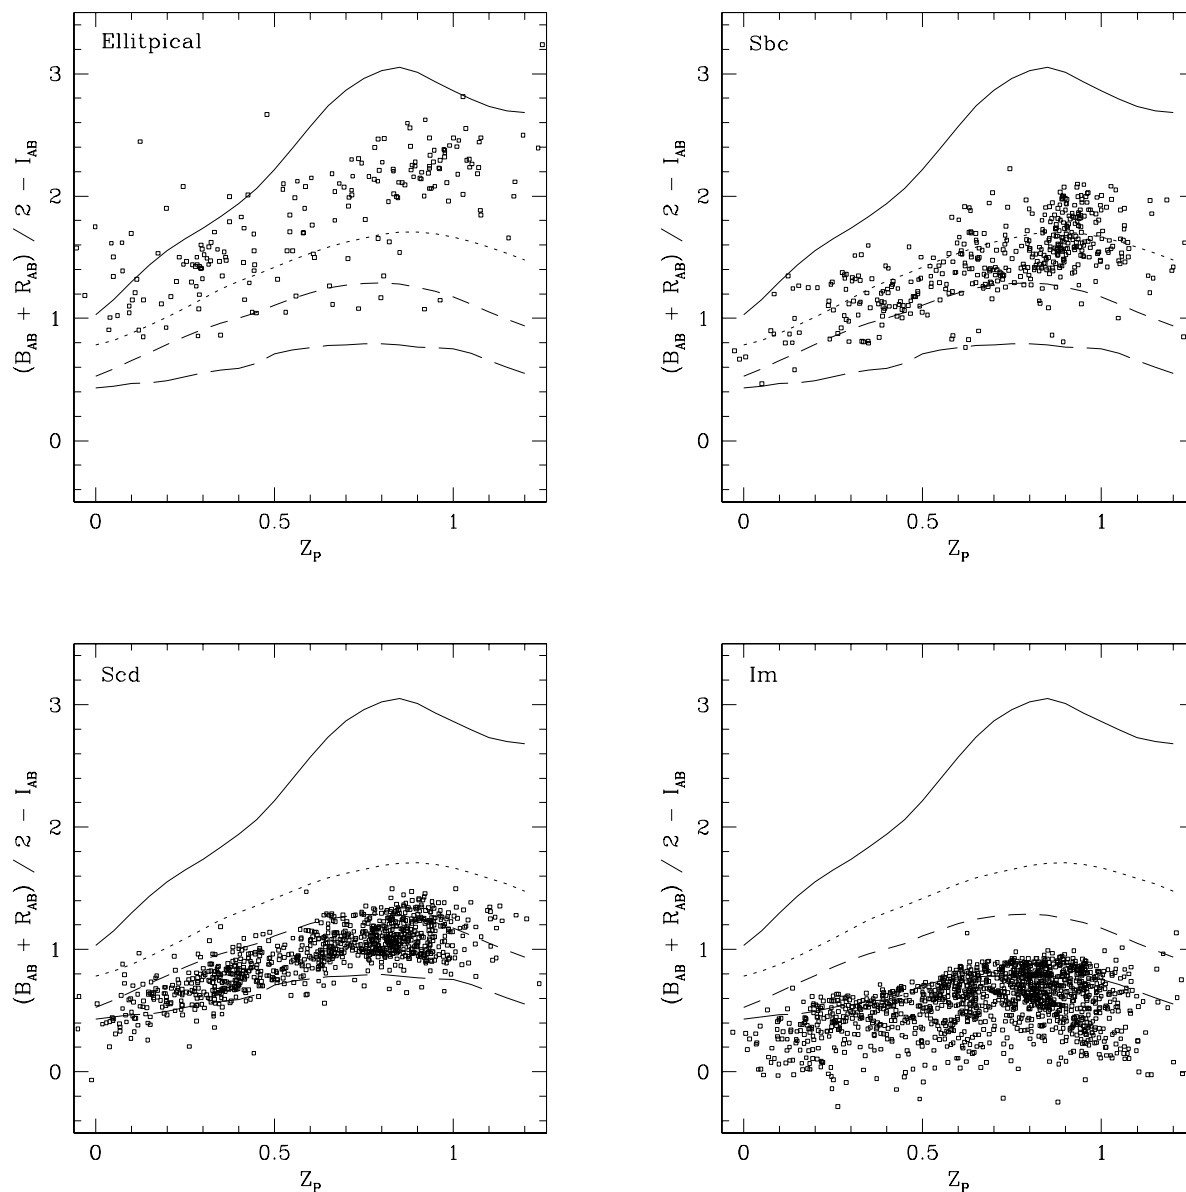 Ellitpical
3
2
1
0
(B_AB + R_AB) / 2 - I_AB
0
0.5
1
Z_P
Sbc
3
2
1
0
(B_AB + R_AB) / 2 - I_AB
0
0.5
1
Z_P
Scd
3
2
1
0
(B_AB + R_AB) / 2 - I_AB
0
0.5
1
Z_P
Im
3
2
1
0
(B_AB + R_AB) / 2 - I_AB
0
0.5
1
Z_P